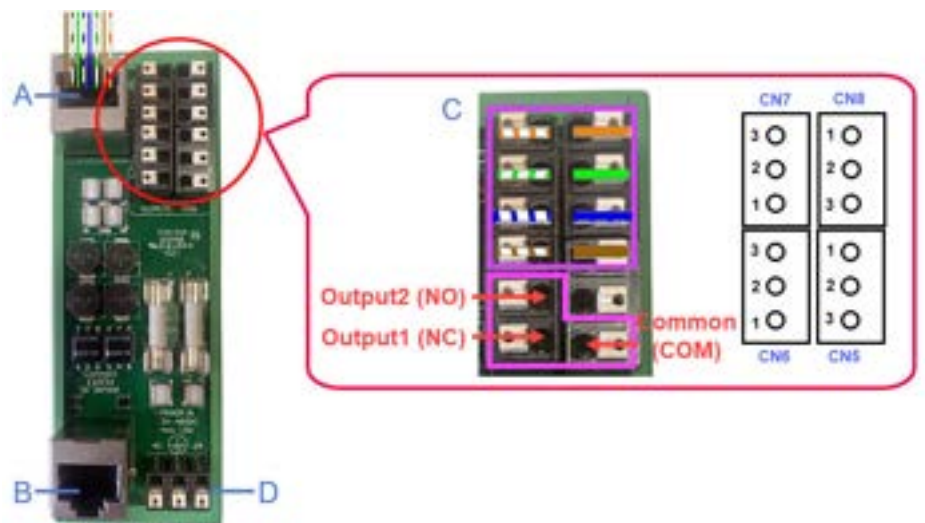 A
B
D
C
Output2 (NO)
Output1 (NC)
Common
(COM)
CN7
CN8
3
2
1
1
2
3
3
2
1
1
2
3
CN6
CN5